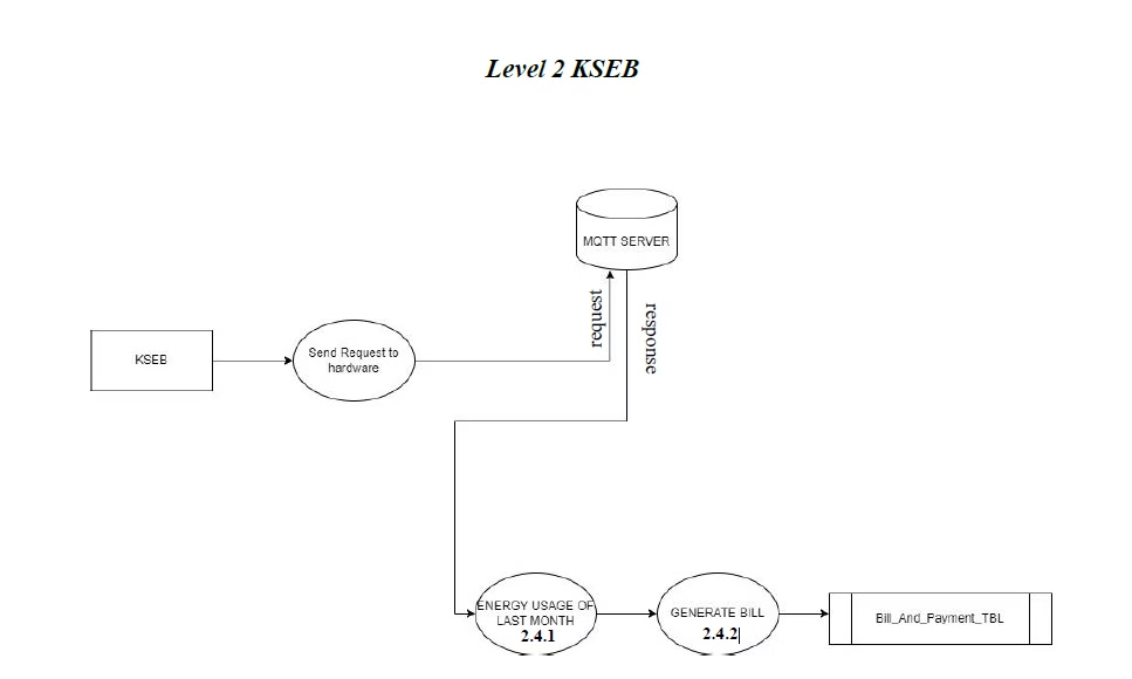 Level 2 KSEB
MQTT SERVER
request
response
KSEB
Send Request to
hardware
ENERGY USAGE OF
LAST MONTH
2.4.1
GENERATE BILL
2.4.2
Bill_And_Payment_TBL